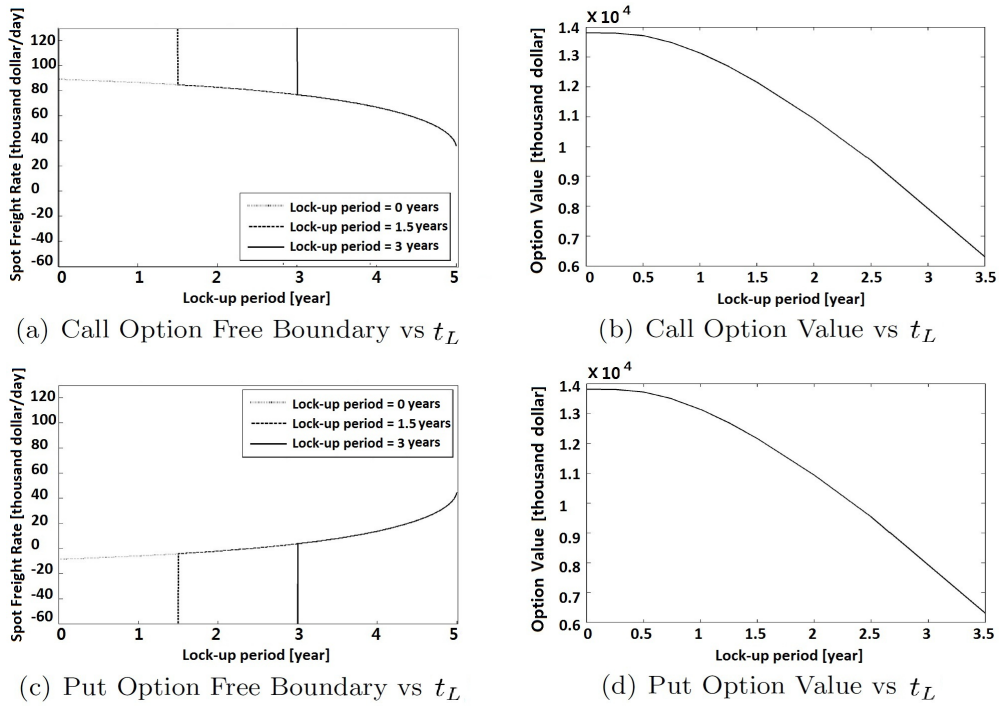 Spot Freight Rate [thousand dollar/day]
120
100
80
60
40
20
0
-20
-40
-60
0 1 2 3 4 5
Lock-up period = 0 years
Lock-up period = 1.5 years
Lock-up period = 3 years
Lock-up period [year]
(a) Call Option Free Boundary vs t_L
X 10^4
Option Value [thousand dollar]
1.4
1.3
1.2
1.1
1
0.9
0.8
0.7
0.6
0 0.5 1 1.5 2 2.5 3 3.5
Lock-up period [year]
(b) Call Option Value vs t_L
Spot Freight Rate [thousand dollar/day]
120
100
80
60
40
20
0
-20
-40
-60
0 1 2 3 4 5
Lock-up period = 0 years
Lock-up period = 1.5 years
Lock-up period = 3 years
Lock-up period [year]
(c) Put Option Free Boundary vs t_L
X 10^4
Option Value [thousand dollar]
1.4
1.3
1.2
1.1
1
0.9
0.8
0.7
0.6
0 0.5 1 1.5 2 2.5 3 3.5
Lock-up period [year]
(d) Put Option Value vs t_L